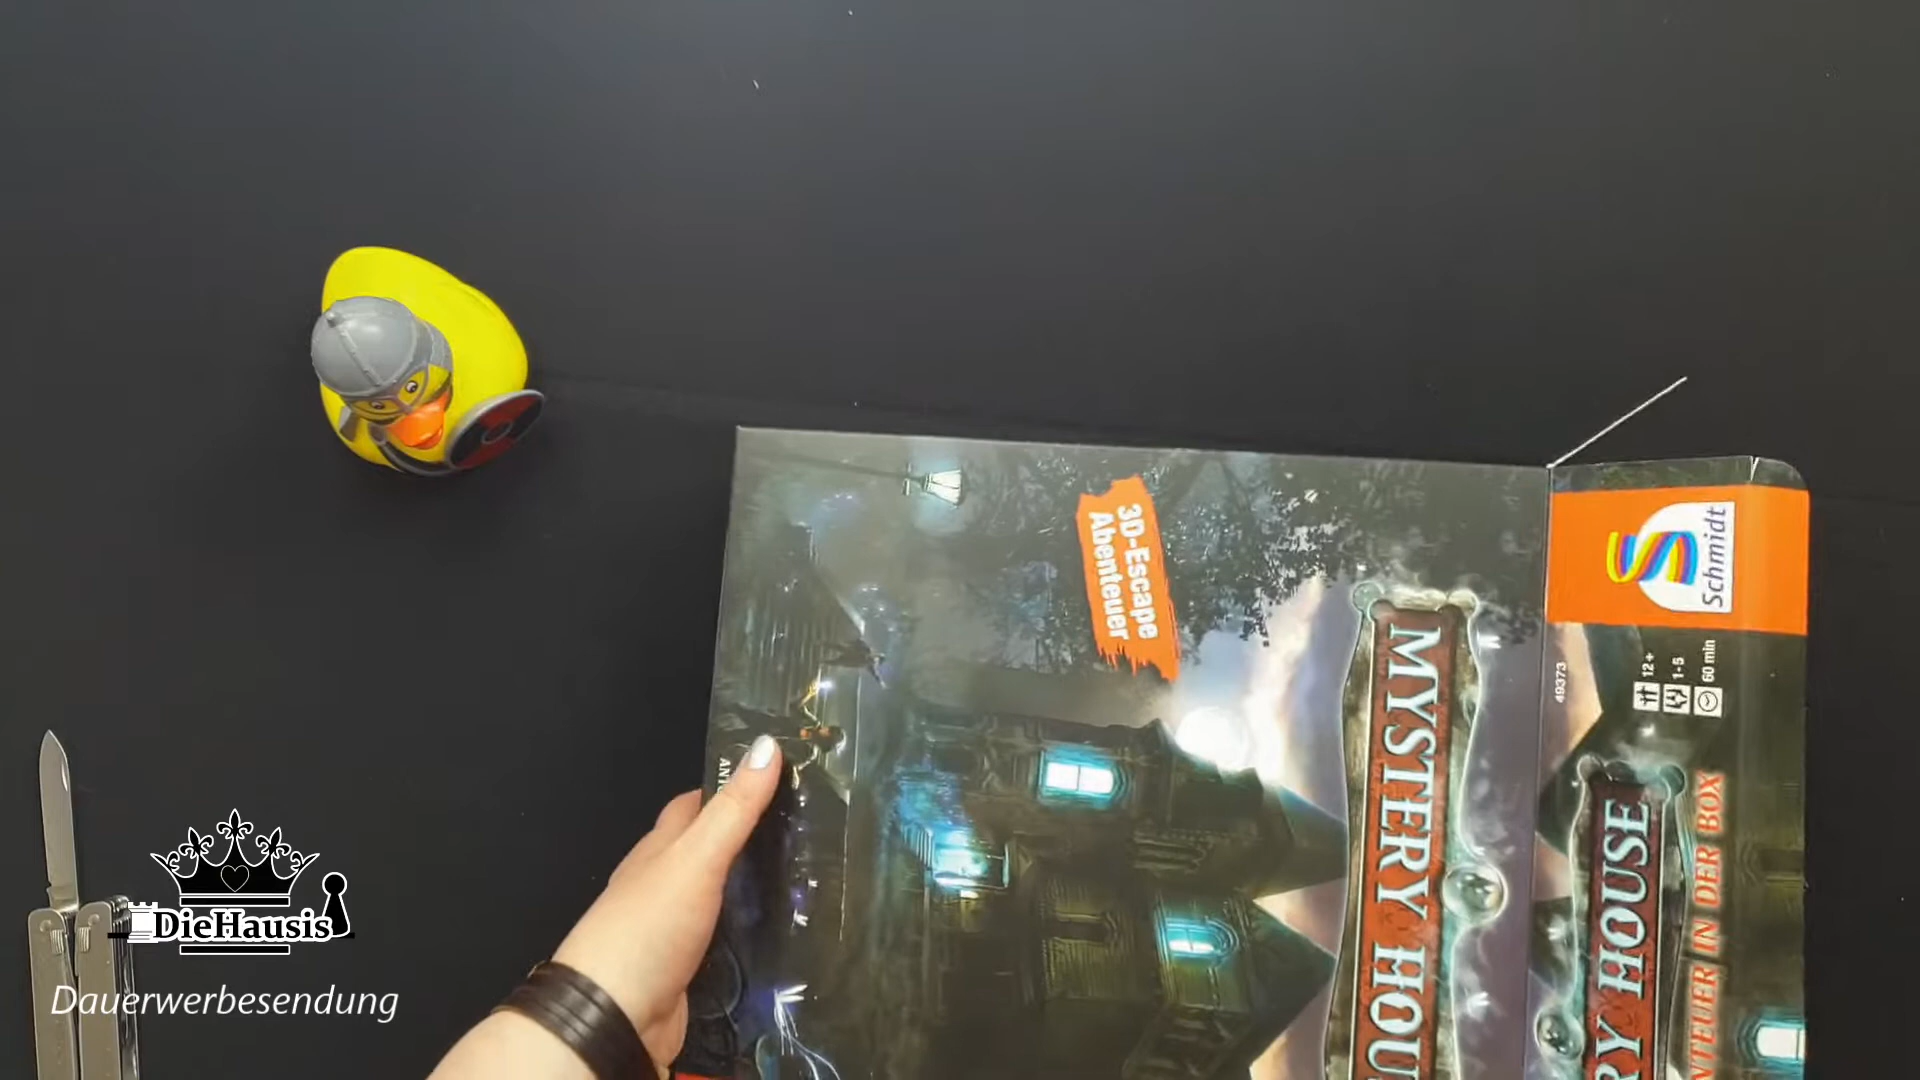 3D-Escape
Abenteuer
MYSTERY HOU
Schmidt
49373
12+
1-5
60 min
RY HOUSE
NTEUER IN DER BOX
DieHausis
Dauerwerbesendung